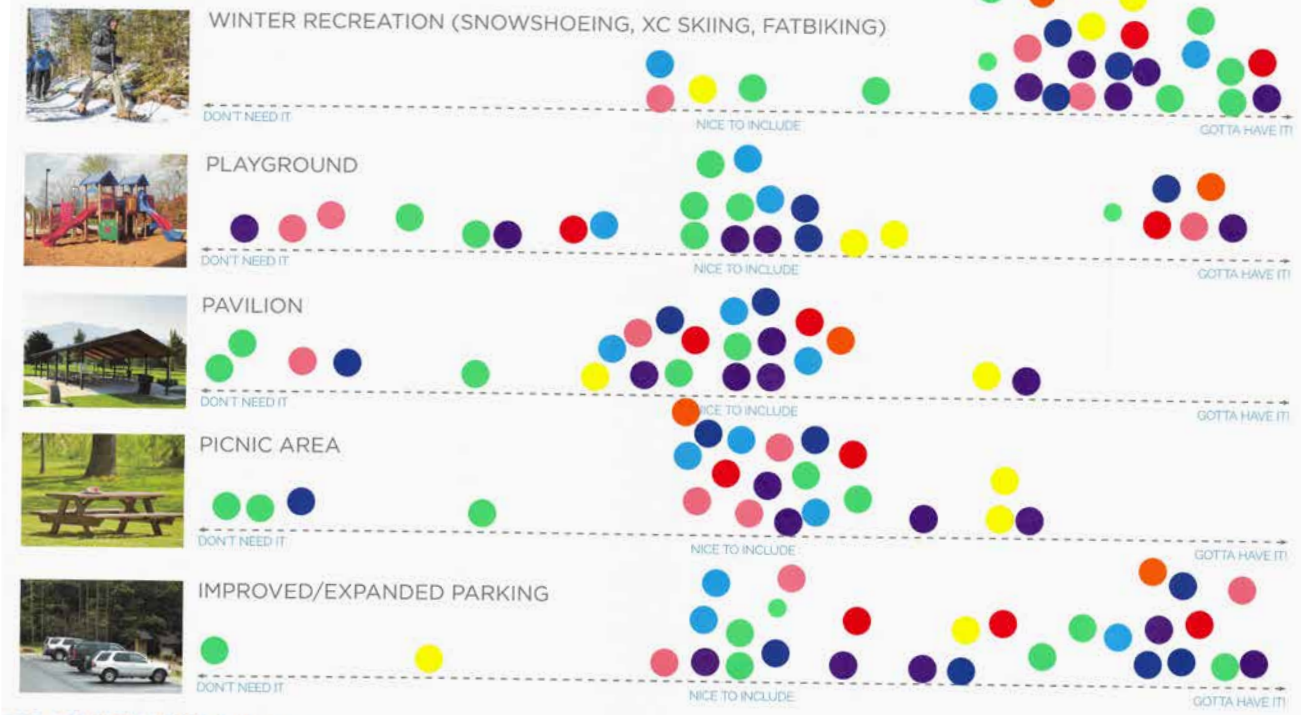 WINTER RECREATION (SNOWSHOEING, XC SKIING, FATBIKING)
DON'T NEED IT
NICE TO INCLUDE
GOTTA HAVE IT!
PLAYGROUND
DON'T NEED IT
NICE TO INCLUDE
GOTTA HAVE IT!
PAVILION
DON'T NEED IT
NICE TO INCLUDE
GOTTA HAVE IT!
PICNIC AREA
DON'T NEED IT
NICE TO INCLUDE
GOTTA HAVE IT!
IMPROVED/EXPANDED PARKING
DON'T NEED IT
NICE TO INCLUDE
GOTTA HAVE IT!